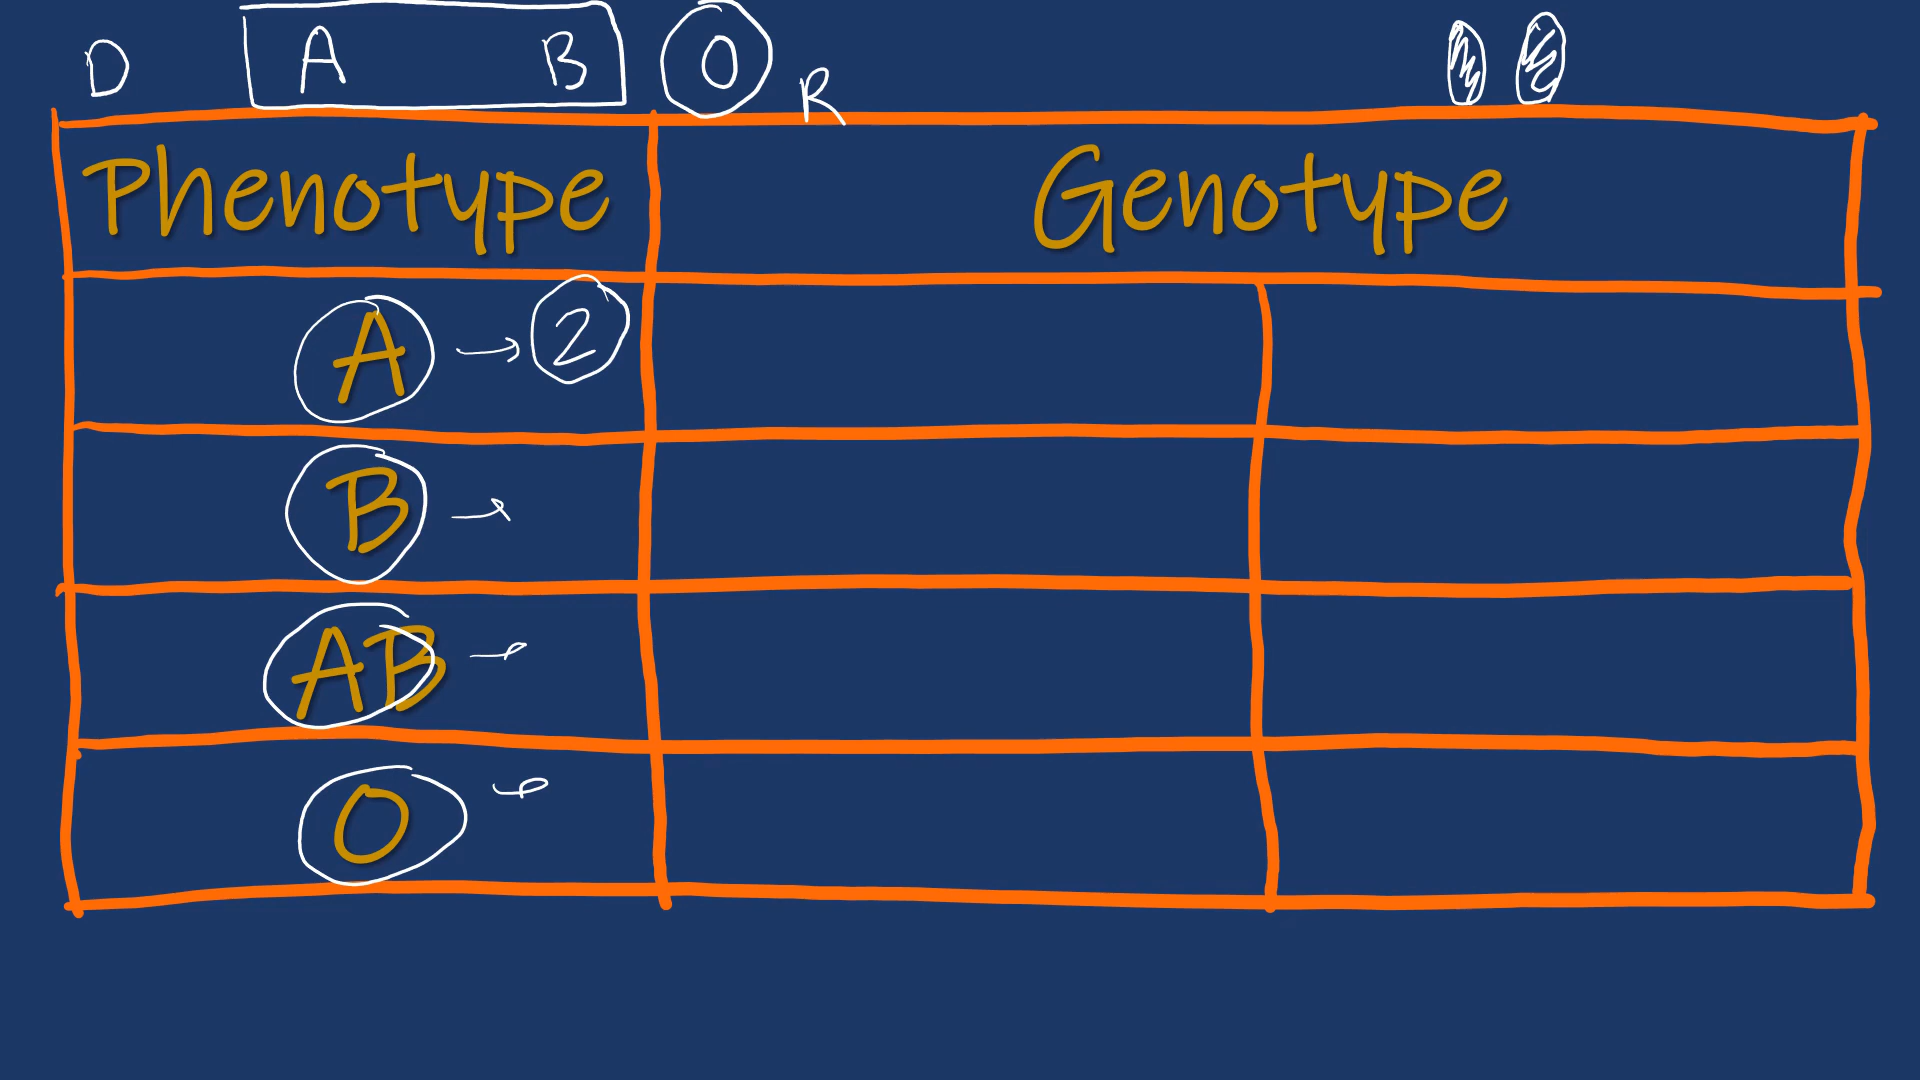 D A B O R
Phenotype Genotype
A → 2
B →
AB →
O →